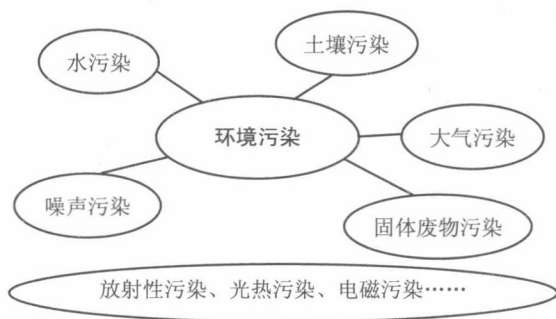 土壤污染
水污染
环境污染
大气污染
噪声污染
固体废物污染
放射性污染、光热污染、电磁污染……